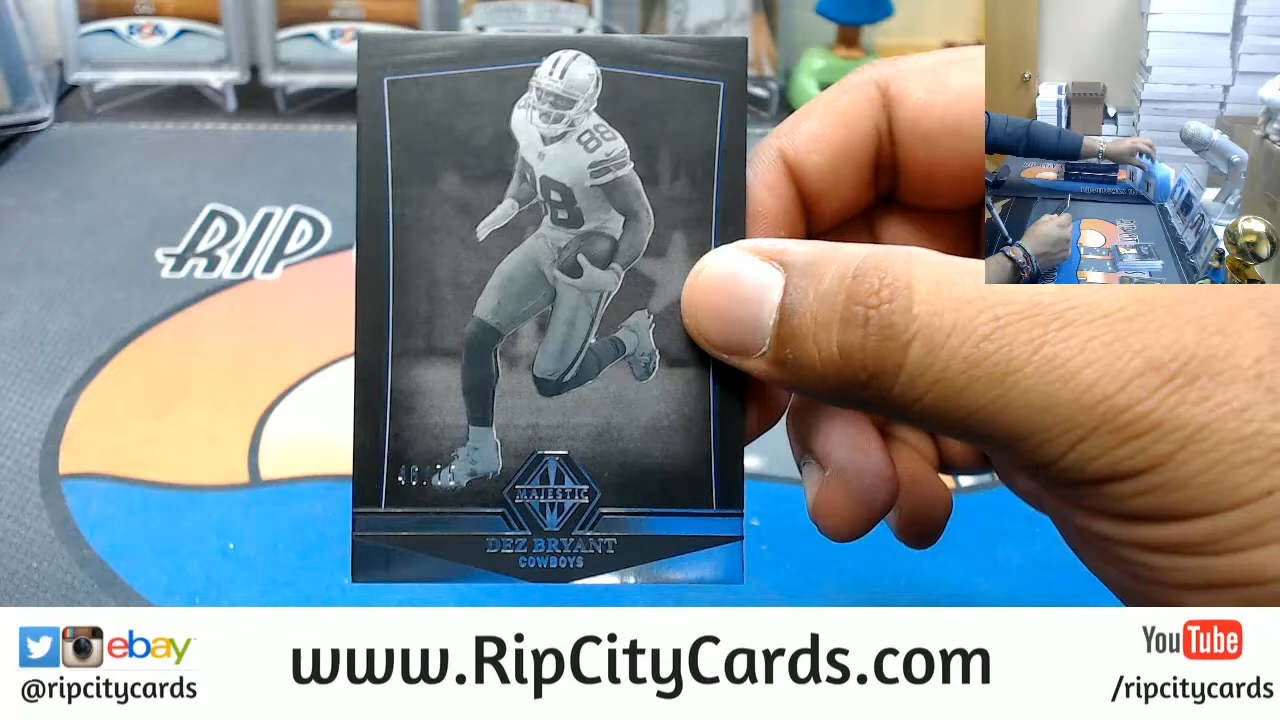 RIP
88
88
MAJESTIC
DEZ BRYANT
COWBOYS
ebay
@ripcitycards
www.RipCityCards.com
YouTube
/ripcitycards